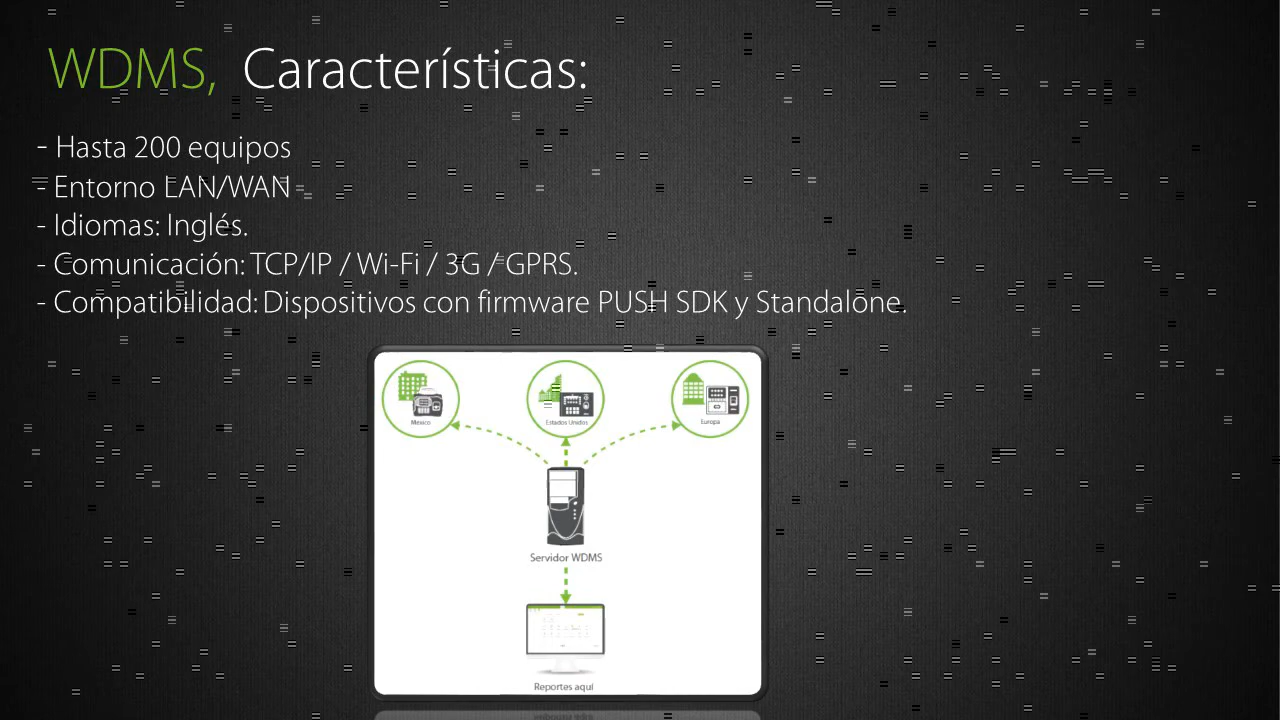 WDMS, Características:
- Hasta 200 equipos
- Entorno LAN/WAN
- Idiomas: Inglés.
- Comunicación: TCP/IP / Wi-Fi / 3G / GPRS.
- Compatibilidad: Dispositivos con firmware PUSH SDK y Standalone.
México
Estados Unidos
Europa
Servidor WDMS
Reportes aquí